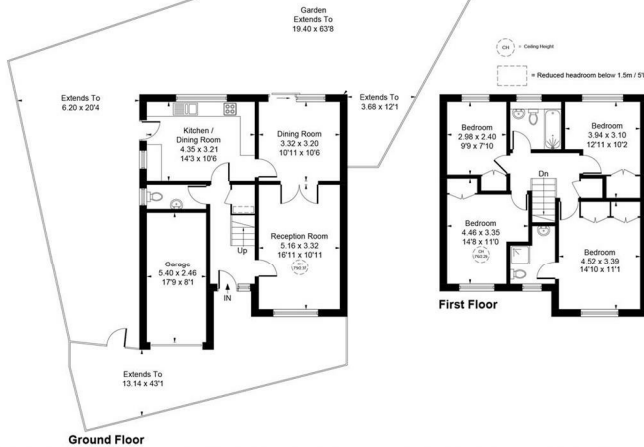 Garden
Extends To
19.40 x 63'8
CH = Ceiling Height
= Reduced headroom below 1.5m / 5'
Extends To
6.20 x 20'4
Extends To
3.68 x 12'1
Kitchen /
Dining Room
4.35 x 3.21
14'3 x 10'6
Dining Room
3.32 x 3.20
10'11 x 10'6
Reception Room
5.16 x 3.32
16'11 x 10'11
Garage
5.40 x 2.46
17'9 x 8'1
Up
IN
Extends To
13.14 x 43'1
Ground Floor
Bedroom
2.98 x 2.40
9'9 x 7'10
Bedroom
3.94 x 3.10
12'11 x 10'2
Dn
Bedroom
4.46 x 3.35
14'8 x 11'0
CH
Bedroom
4.52 x 3.39
14'10 x 11'1
First Floor